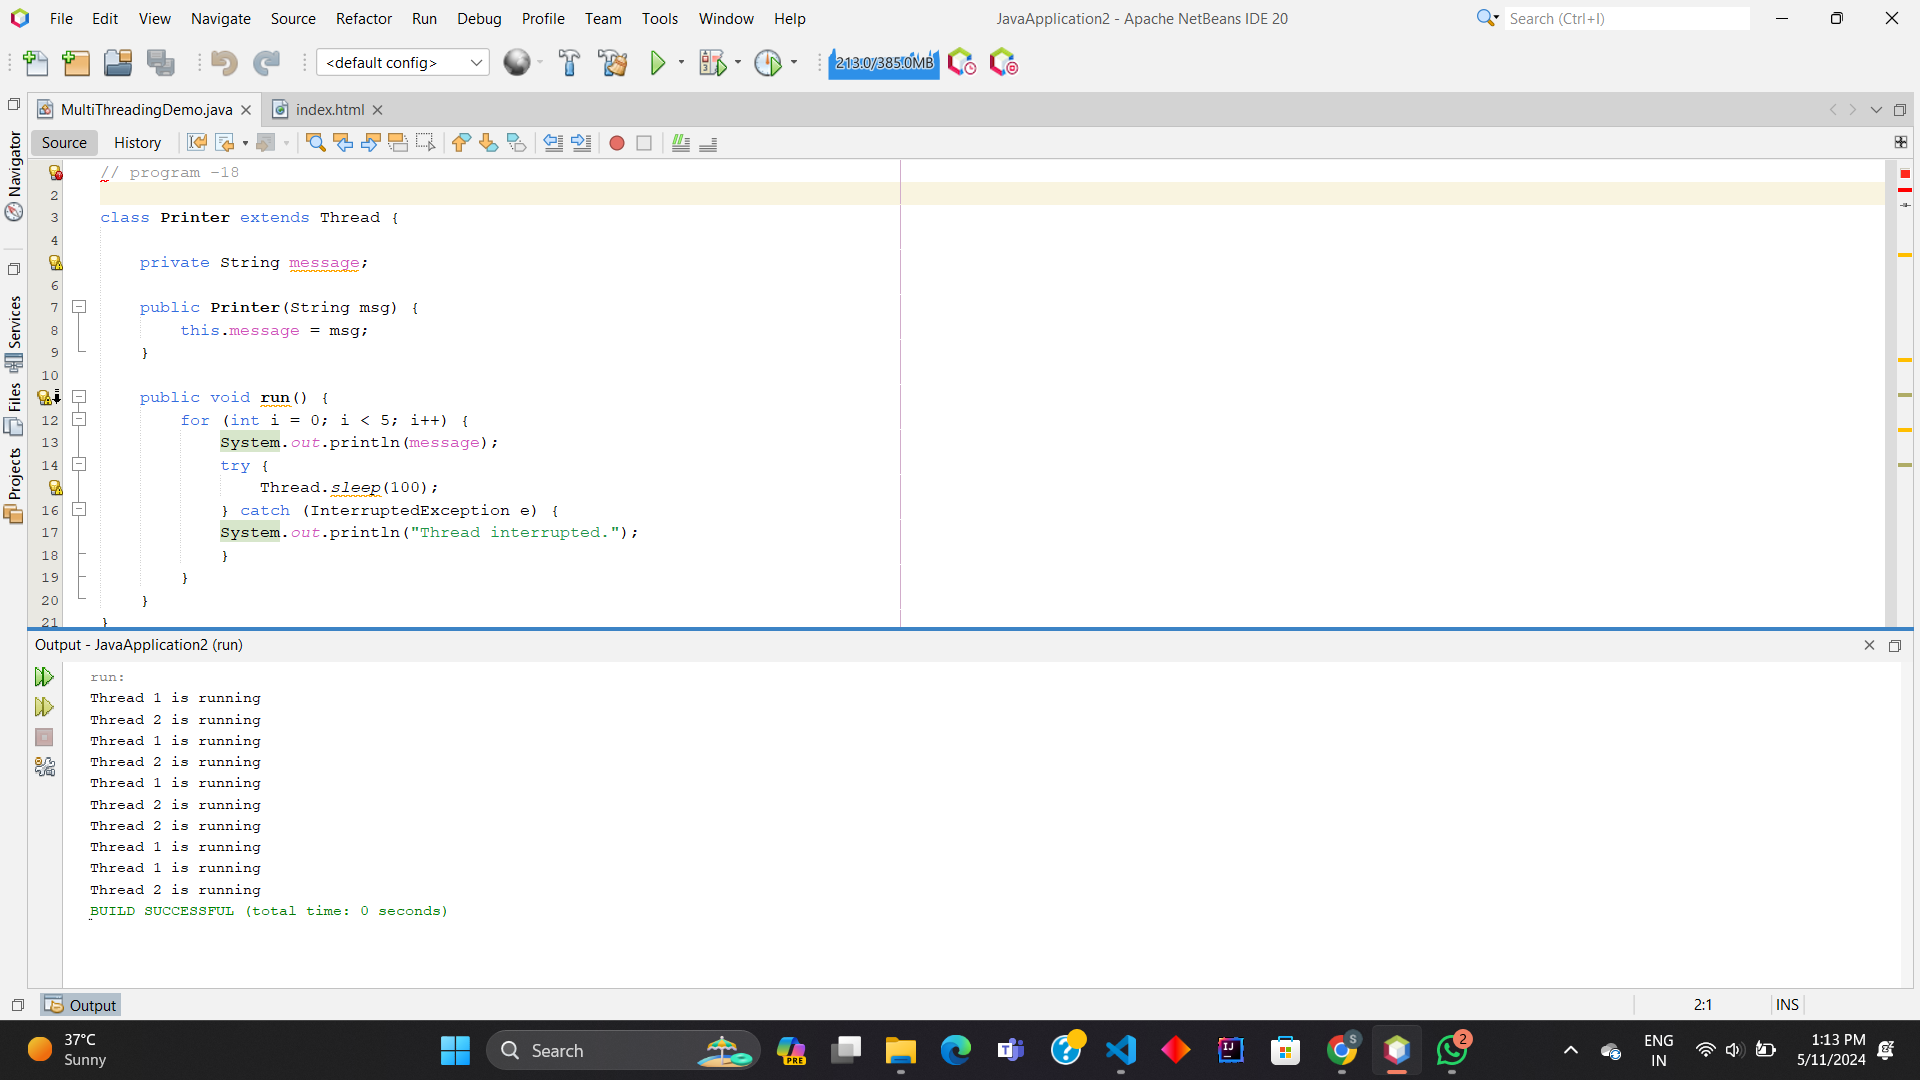 File Edit View Navigate Source Refactor Run Debug Profile Team Tools Window Help
JavaApplication2 - Apache NetBeans IDE 20
Search (Ctrl+I)
<default config>
213.0/385.0MB
MultiThreadingDemo.java
index.html
Source History
Navigator
Services
Files
Projects
// program -18
2
3 class Printer extends Thread {
4
private String message;
6
7 public Printer(String msg) {
8 this.message = msg;
9 }
10
public void run() {
12 for (int i = 0; i < 5; i++) {
13 System.out.println(message);
14 try {
Thread.sleep(100);
16 } catch (InterruptedException e) {
17 System.out.println("Thread interrupted.");
18 }
19 }
20 }
21 }
Output - JavaApplication2 (run)
run:
Thread 1 is running
Thread 2 is running
Thread 1 is running
Thread 2 is running
Thread 1 is running
Thread 2 is running
Thread 2 is running
Thread 1 is running
Thread 1 is running
Thread 2 is running
BUILD SUCCESSFUL (total time: 0 seconds)
Output
2:1 INS
37°C
Sunny
Search
PRE
S
2
ENG
IN
1:13 PM
5/11/2024